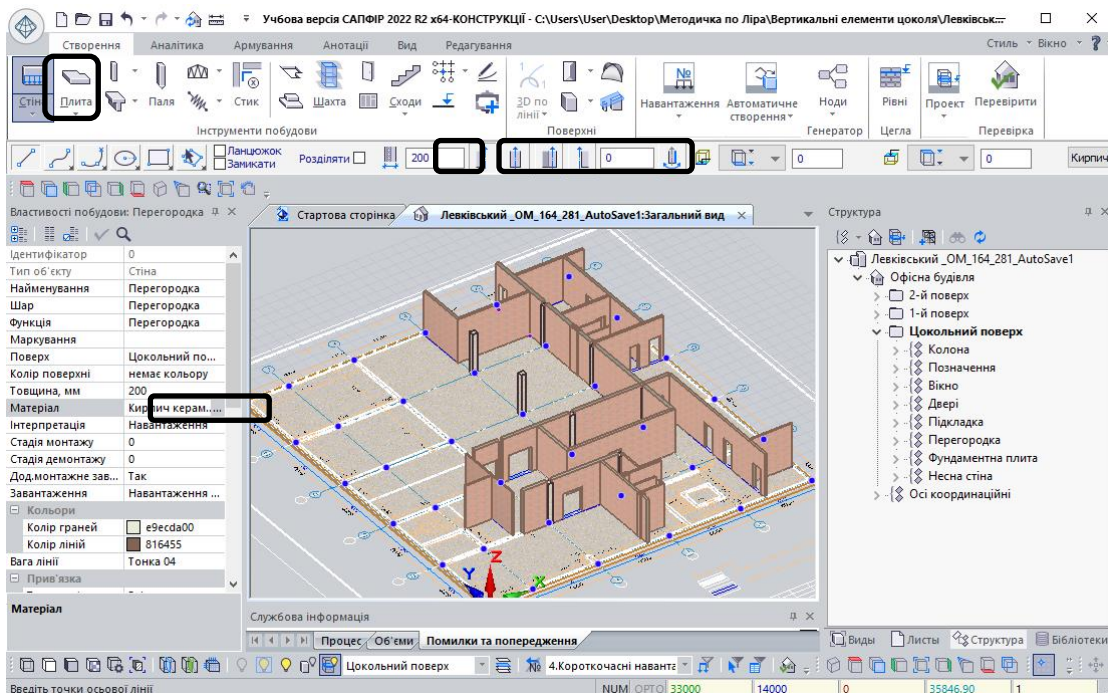 Учбова версія САПФІР 2022 R2 x64-КОНСТРУКЦІЇ - C:\Users\User\Desktop\Методичка по Ліра\Вертикальні елементи цоколя\Левківськ...
Створення Аналітика Армування Анотації Вид Редагування Стиль Вікно
Стіна Плита Паля Стик Шахта Сходи 3D по лінії Навантаження Автоматичне створення Ноди Рівні Проект Перевірити
Інструменти побудови Поверхні Генератор Цегла Перевірка
Ланцюжок
Замикати Розділяти 200 0 0 0 Кирпич
Властивості побудови: Перегородка
Стартова сторінка Левківський _ОМ_164_281_AutoSave1:Загальний вид
Ідентифікатор 0
Тип об'єкту Стіна
Найменування Перегородка
Шар Перегородка
Функція Перегородка
Маркування
Поверх Цокольний по...
Колір поверхні немає кольору
Товщина, мм 200
Матеріал Кирпич керам.....
Інтерпретація Навантаження
Стадія монтажу 0
Стадія демонтажу 0
Дод.монтажне зав... Так
Завантаження Навантаження ...
Кольори
Колір граней e9ecda00
Колір ліній 816455
Вага лінії Тонка 04
Прив'язка
Матеріал
Z
Y
X
Структура
Левківський _ОМ_164_281_AutoSave1
Офісна будівля
2-й поверх
1-й поверх
Цокольний поверх
Колона
Позначення
Вікно
Двері
Підкладка
Перегородка
Фундаментна плита
Несна стіна
Осі координаційні
Службова інформація
Процес Об'єми Помилки та попередження
Виды Листы Структура Бібліотеки
Цокольний поверх 4.Короткочасні наванта
Введіть точки осьової лінії NUM ОРТО 33000 14000 0 35846.90 1